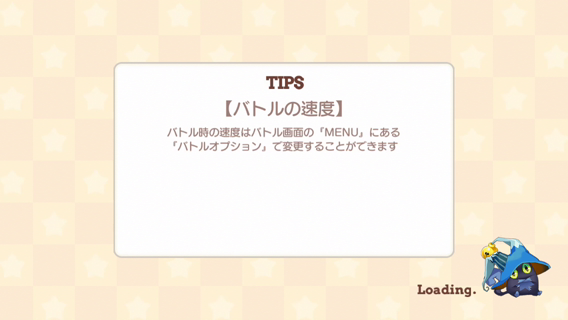 TIPS
【バトルの速度】
バトル時の速度はバトル画面の『MENU』にある
『バトルオプション』で変更することができます
Loading.